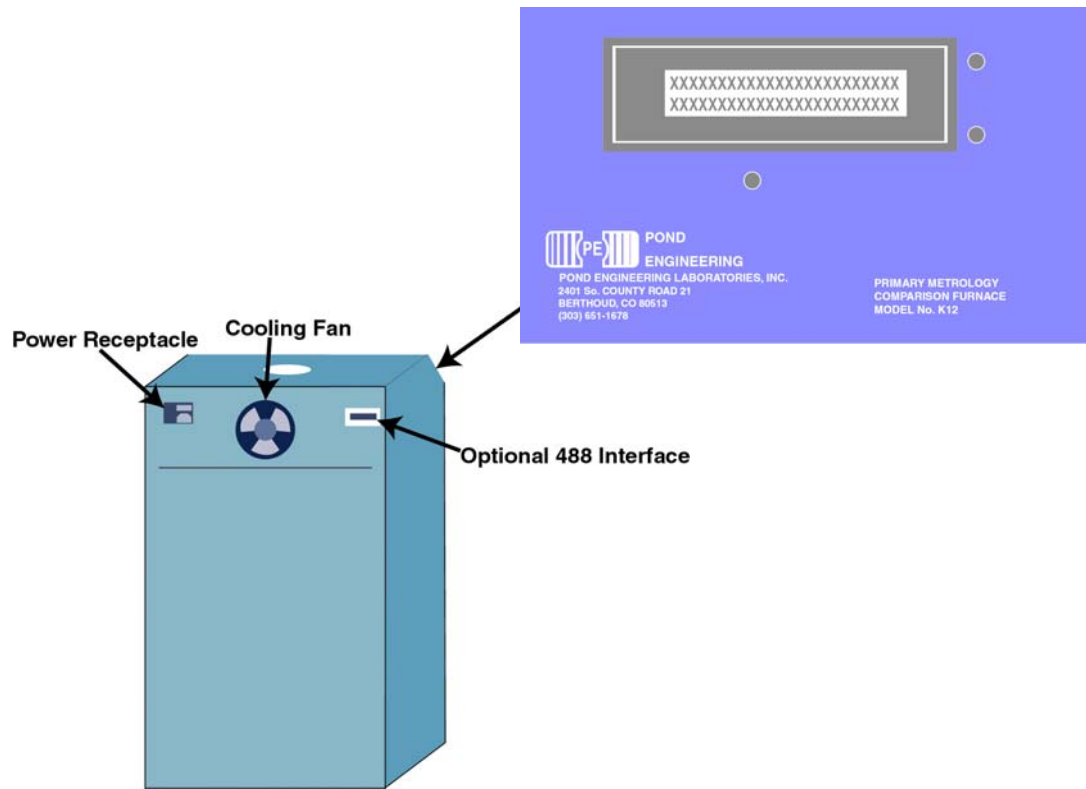 XXXXXXXXXXXXXXXXXXXXXXXX
XXXXXXXXXXXXXXXXXXXXXXXX
PE
POND
ENGINEERING
POND ENGINEERING LABORATORIES, INC.
2401 So. COUNTY ROAD 21
BERTHOUD, CO 80513
(303) 651-1678
PRIMARY METROLOGY
COMPARISON FURNACE
MODEL No. K12
Power Receptacle
Cooling Fan
Optional 488 Interface